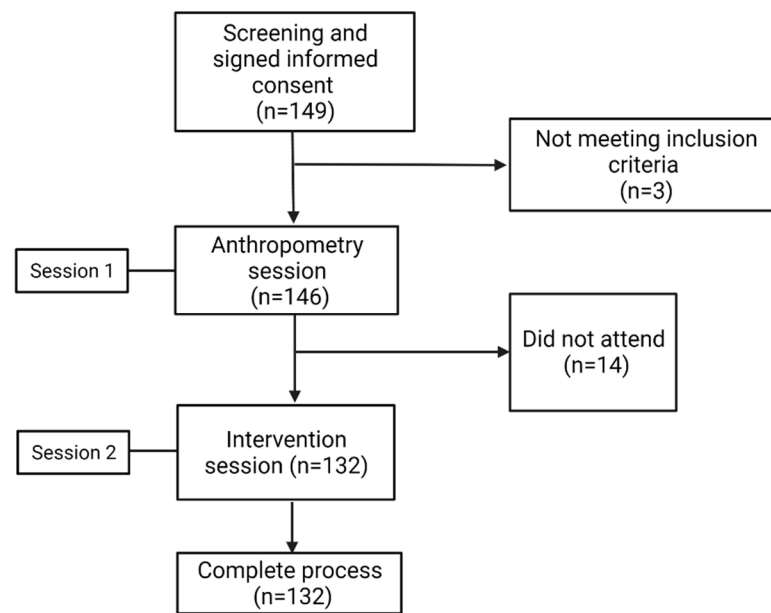 Screening and
signed informed
consent
(n=149)
Not meeting inclusion
criteria
(n=3)
Session 1
Anthropometry
session
(n=146)
Did not attend
(n=14)
Session 2
Intervention
session (n=132)
Complete process
(n=132)